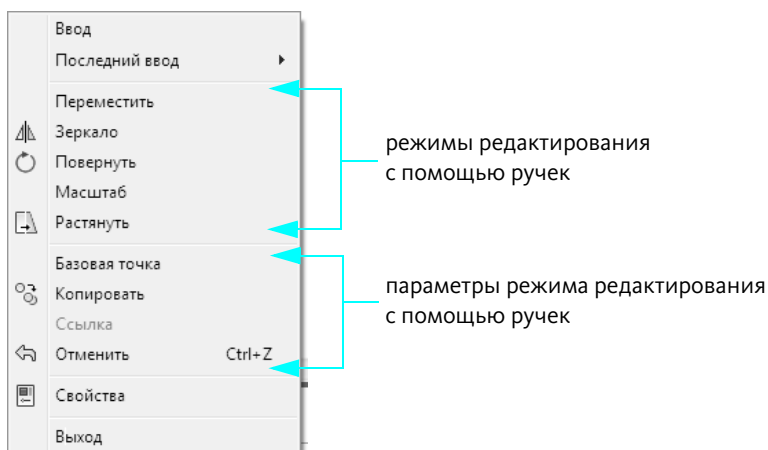 Ввод
Последний ввод
Переместить
Зеркало
Повернуть
Масштаб
Растянуть
режимы редактирования
с помощью ручек
Базовая точка
Копировать
Ссылка
Отменить Ctrl+Z
параметры режима редактирования
с помощью ручек
Свойства
Выход